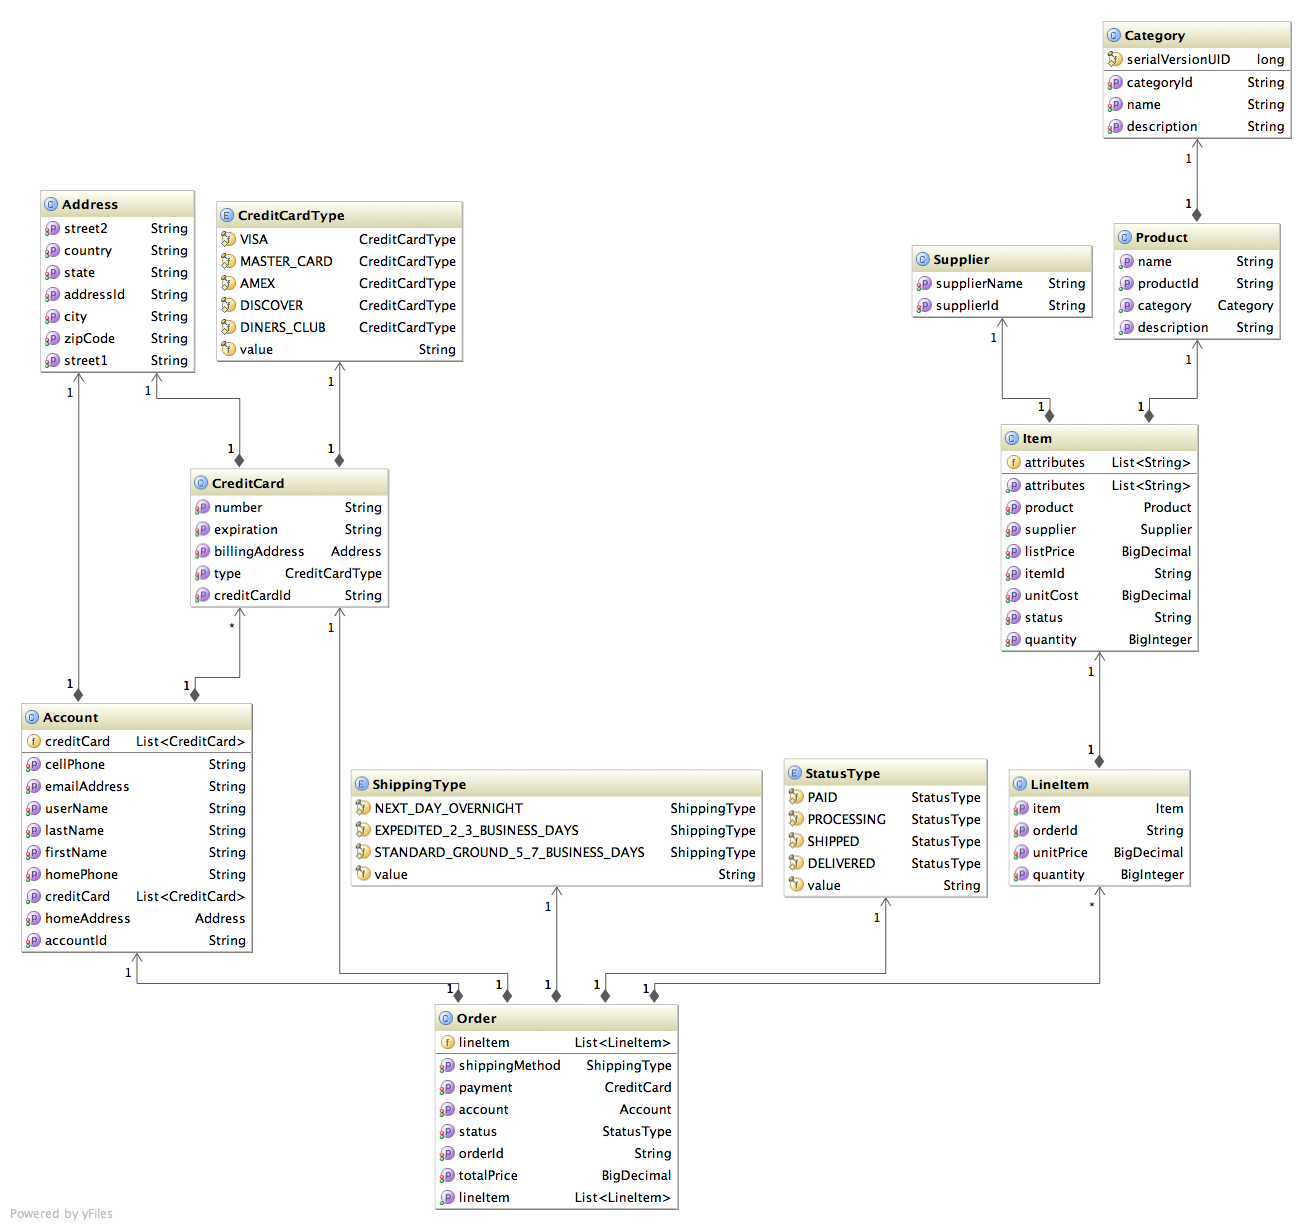 Category
serialVersionUID long
categoryId String
name String
description String
1
1
Address
street2 String
country String
state String
addressId String
city String
zipCode String
street1 String
1
1
CreditCardType
VISA CreditCardType
MASTER_CARD CreditCardType
AMEX CreditCardType
DISCOVER CreditCardType
DINERS_CLUB CreditCardType
value String
1
Supplier
supplierName String
supplierId String
1
Product
name String
productId String
category Category
description String
1
1
1
1
1
CreditCard
number String
expiration String
billingAddress Address
type CreditCardType
creditCardId String
*
1
Item
attributes List<String>
attributes List<String>
product Product
supplier Supplier
listPrice BigDecimal
itemId String
unitCost BigDecimal
status String
quantity BigInteger
1
1
1
1
Account
creditCard List<CreditCard>
cellPhone String
emailAddress String
userName String
lastName String
firstName String
homePhone String
creditCard List<CreditCard>
homeAddress Address
accountId String
1
ShippingType
NEXT_DAY_OVERNIGHT ShippingType
EXPEDITED_2_3_BUSINESS_DAYS ShippingType
STANDARD_GROUND_5_7_BUSINESS_DAYS ShippingType
value String
1
StatusType
PAID StatusType
PROCESSING StatusType
SHIPPED StatusType
DELIVERED StatusType
value String
1
LineItem
item Item
orderId String
unitPrice BigDecimal
quantity BigInteger
*
1
1
1
1
1
Order
lineItem List<LineItem>
shippingMethod ShippingType
payment CreditCard
account Account
status StatusType
orderId String
totalPrice BigDecimal
lineItem List<LineItem>
Powered by yFiles